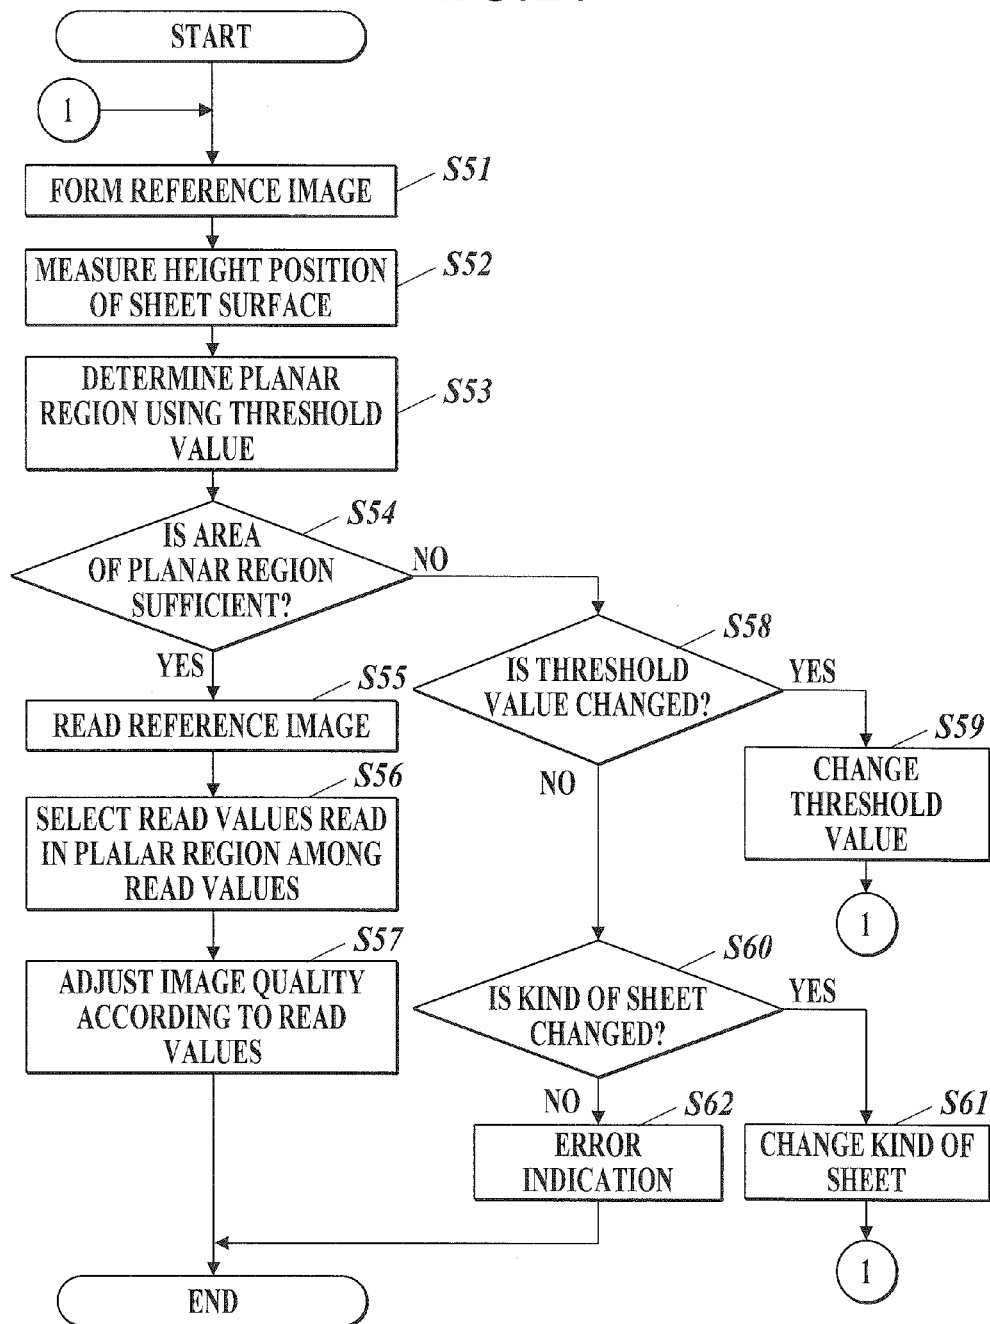 START
1
S51
FORM REFERENCE IMAGE
S52
MEASURE HEIGHT POSITION
OF SHEET SURFACE
S53
DETERMINE PLANAR
REGION USING THRESHOLD
VALUE
S54
IS AREA
OF PLANAR REGION
SUFFICIENT?
NO
YES
S55
READ REFERENCE IMAGE
S56
SELECT READ VALUES READ
IN PLALAR REGION AMONG
READ VALUES
S57
ADJUST IMAGE QUALITY
ACCORDING TO READ
VALUES
S58
IS THRESHOLD
VALUE CHANGED?
YES
NO
S59
CHANGE
THRESHOLD
VALUE
1
S60
IS KIND OF SHEET
CHANGED?
YES
NO
S62
ERROR
INDICATION
S61
CHANGE KIND OF
SHEET
1
END